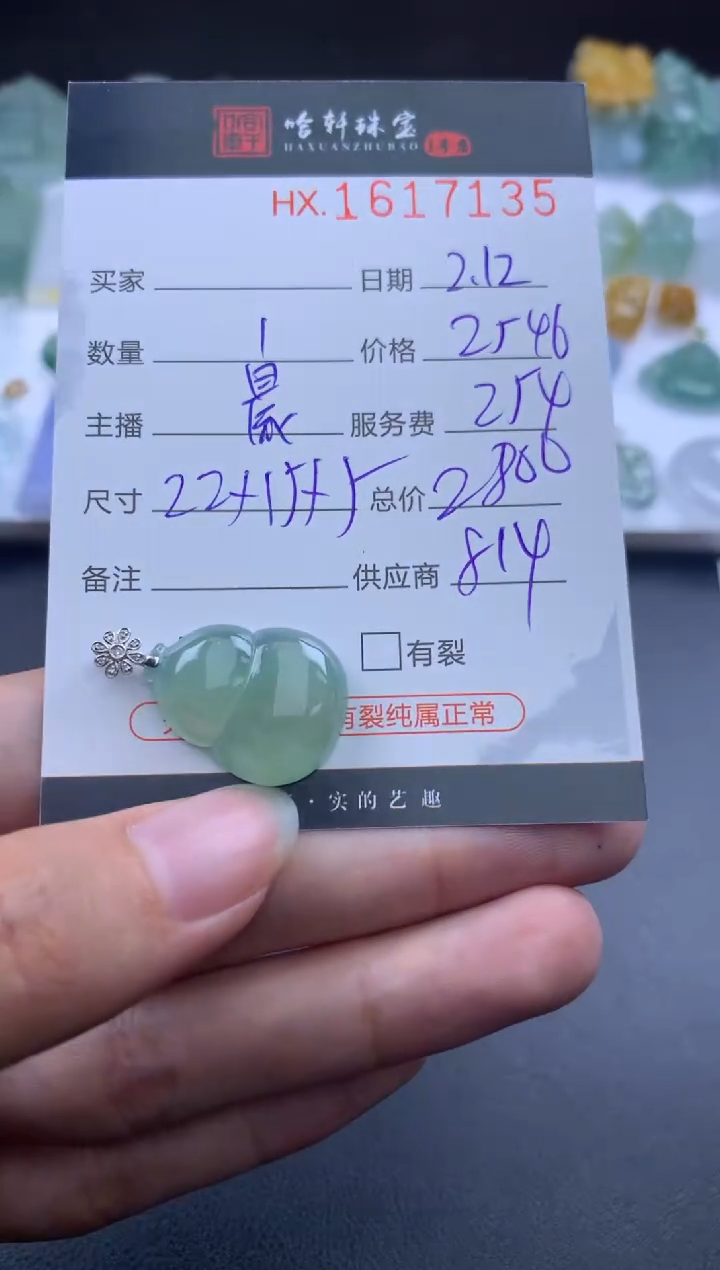 哈轩珠宝
HAXUANZHUBAO
HX.1617135
买家 日期 2.12
数量 1 价格 2546
主播 服务费 254
尺寸 22+15+5 总价 2800
备注 供应商 814
有裂
有裂纯属正常
·实的艺趣